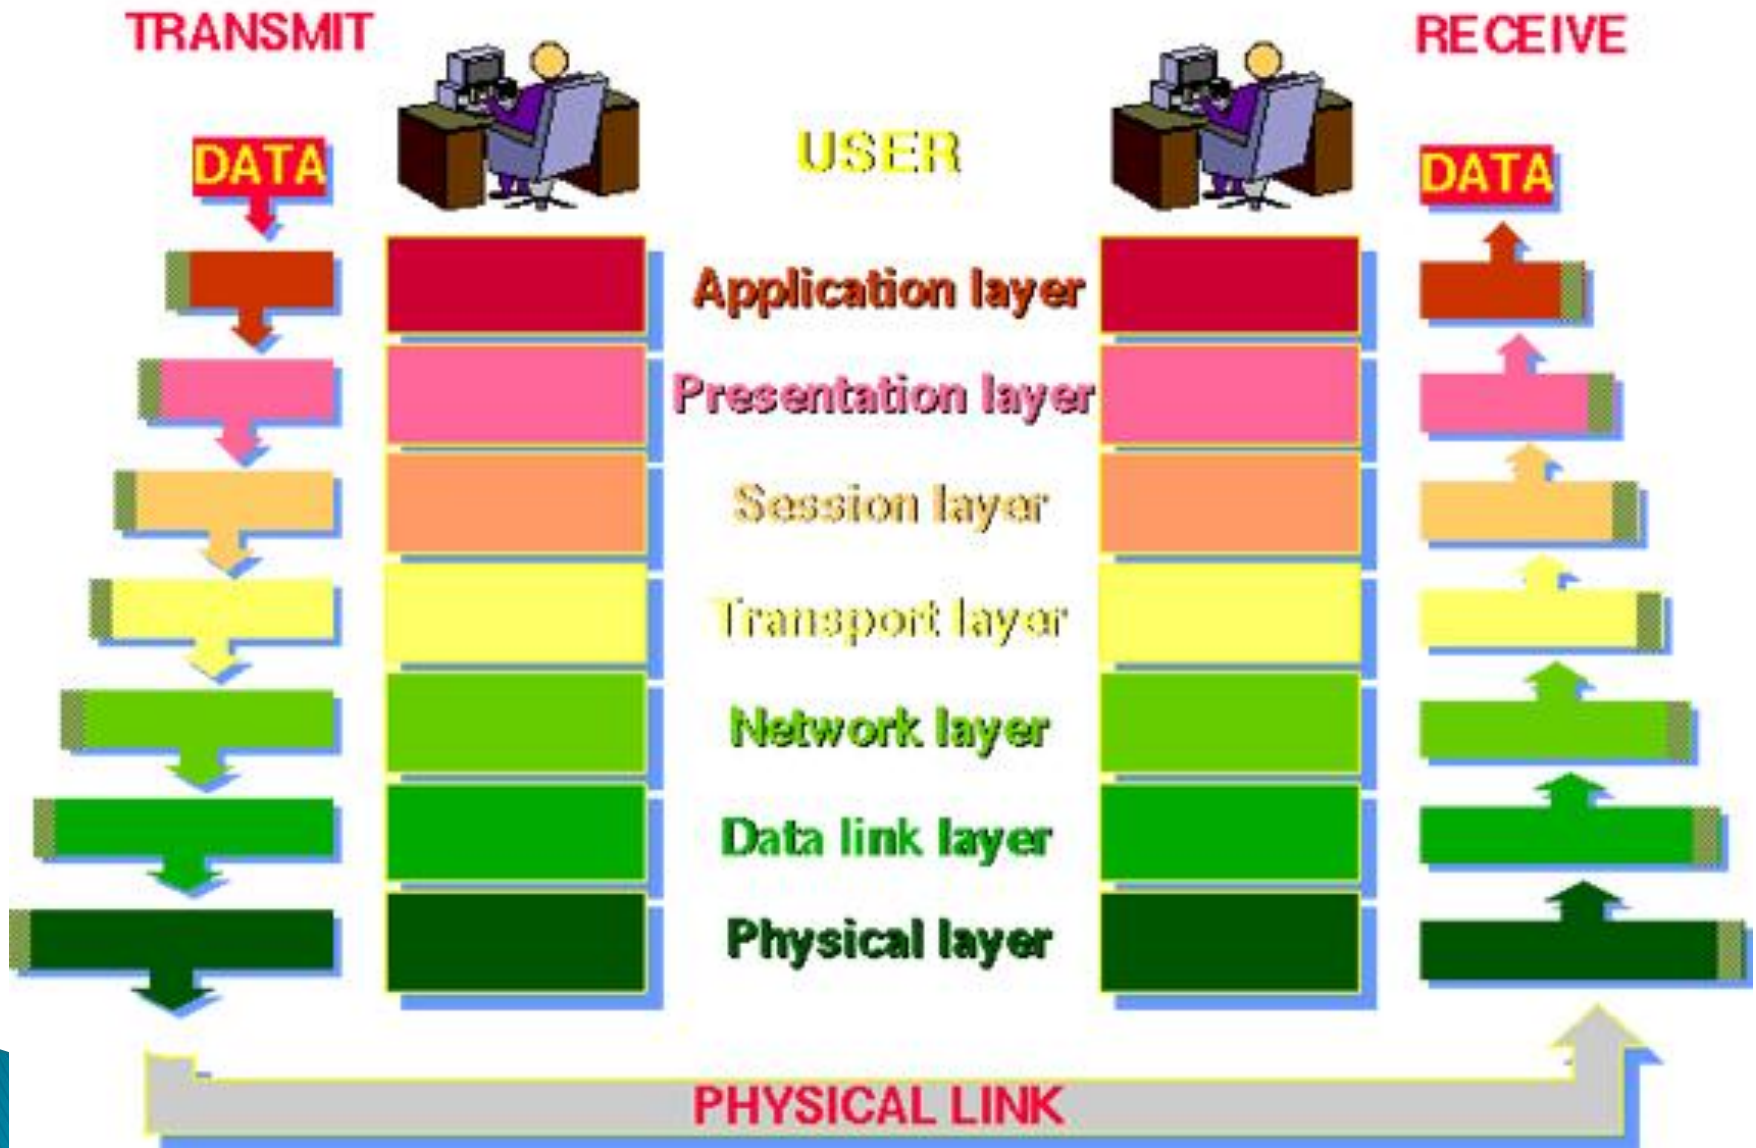 TRANSMIT
RECEIVE
USER
DATA
DATA
Application layer
Presentation layer
Session layer
Transport layer
Network layer
Data link layer
Physical layer
PHYSICAL LINK